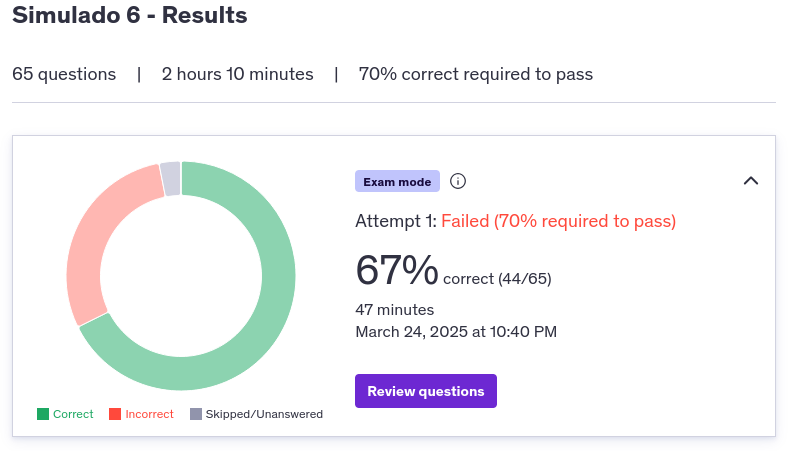 Simulado 6 - Results
65 questions | 2 hours 10 minutes | 70% correct required to pass
Exam mode
Attempt 1: Failed (70% required to pass)
67% correct (44/65)
47 minutes
March 24, 2025 at 10:40 PM
Review questions
Correct Incorrect Skipped/Unanswered